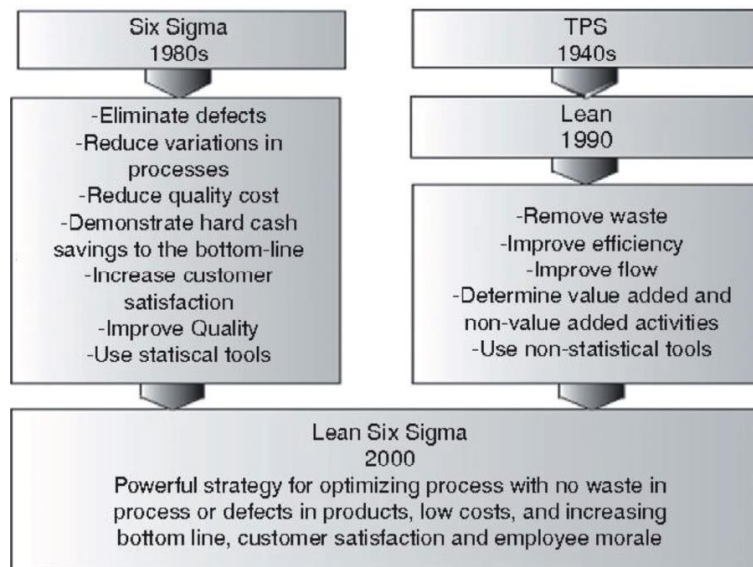 Six Sigma
1980s
-Eliminate defects
-Reduce variations in
processes
-Reduce quality cost
-Demonstrate hard cash
savings to the bottom-line
-Increase customer
satisfaction
-Improve Quality
-Use statiscal tools
TPS
1940s
Lean
1990
-Remove waste
-Improve efficiency
-Improve flow
-Determine value added and
non-value added activities
-Use non-statistical tools
Lean Six Sigma
2000
Powerful strategy for optimizing process with no waste in
process or defects in products, low costs, and increasing
bottom line, customer satisfaction and employee morale